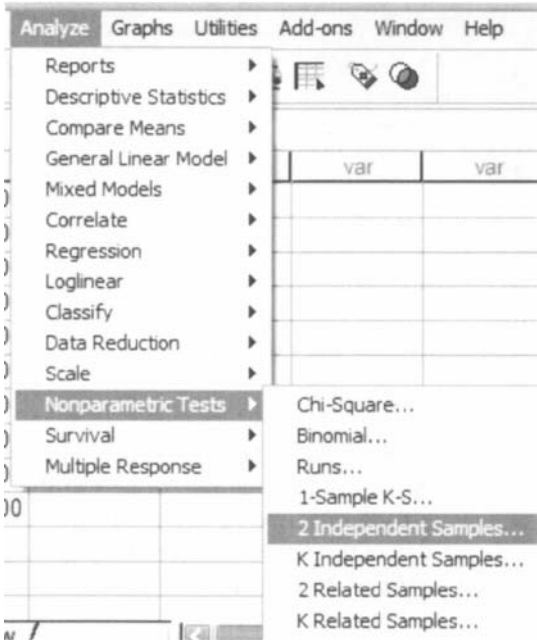 Analyze Graphs Utilities Add-ons Window Help
Reports
Descriptive Statistics
Compare Means
General Linear Model
var var
Mixed Models
Correlate
Regression
Loglinear
Classify
Data Reduction
Scale
Nonparametric Tests
Survival
Multiple Response
Chi-Square...
Binomial...
Runs...
1-Sample K-S...
2 Independent Samples...
K Independent Samples...
2 Related Samples...
K Related Samples...